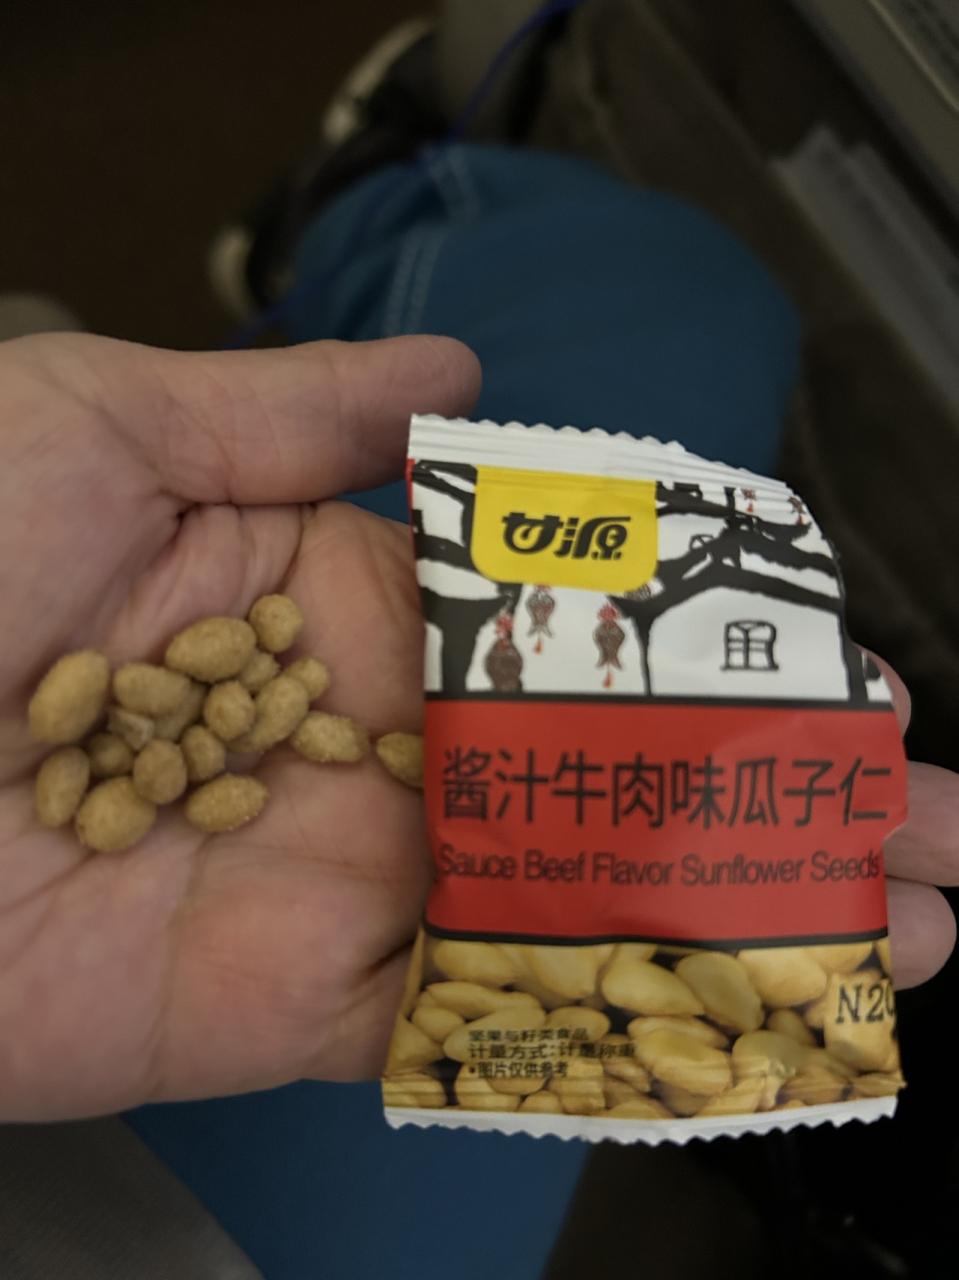 甘源
酱汁牛肉味瓜子仁
Sauce Beef Flavor Sunflower Seeds
N20
坚果与籽类食品
计量方式:计量称重
•图片仅供参考